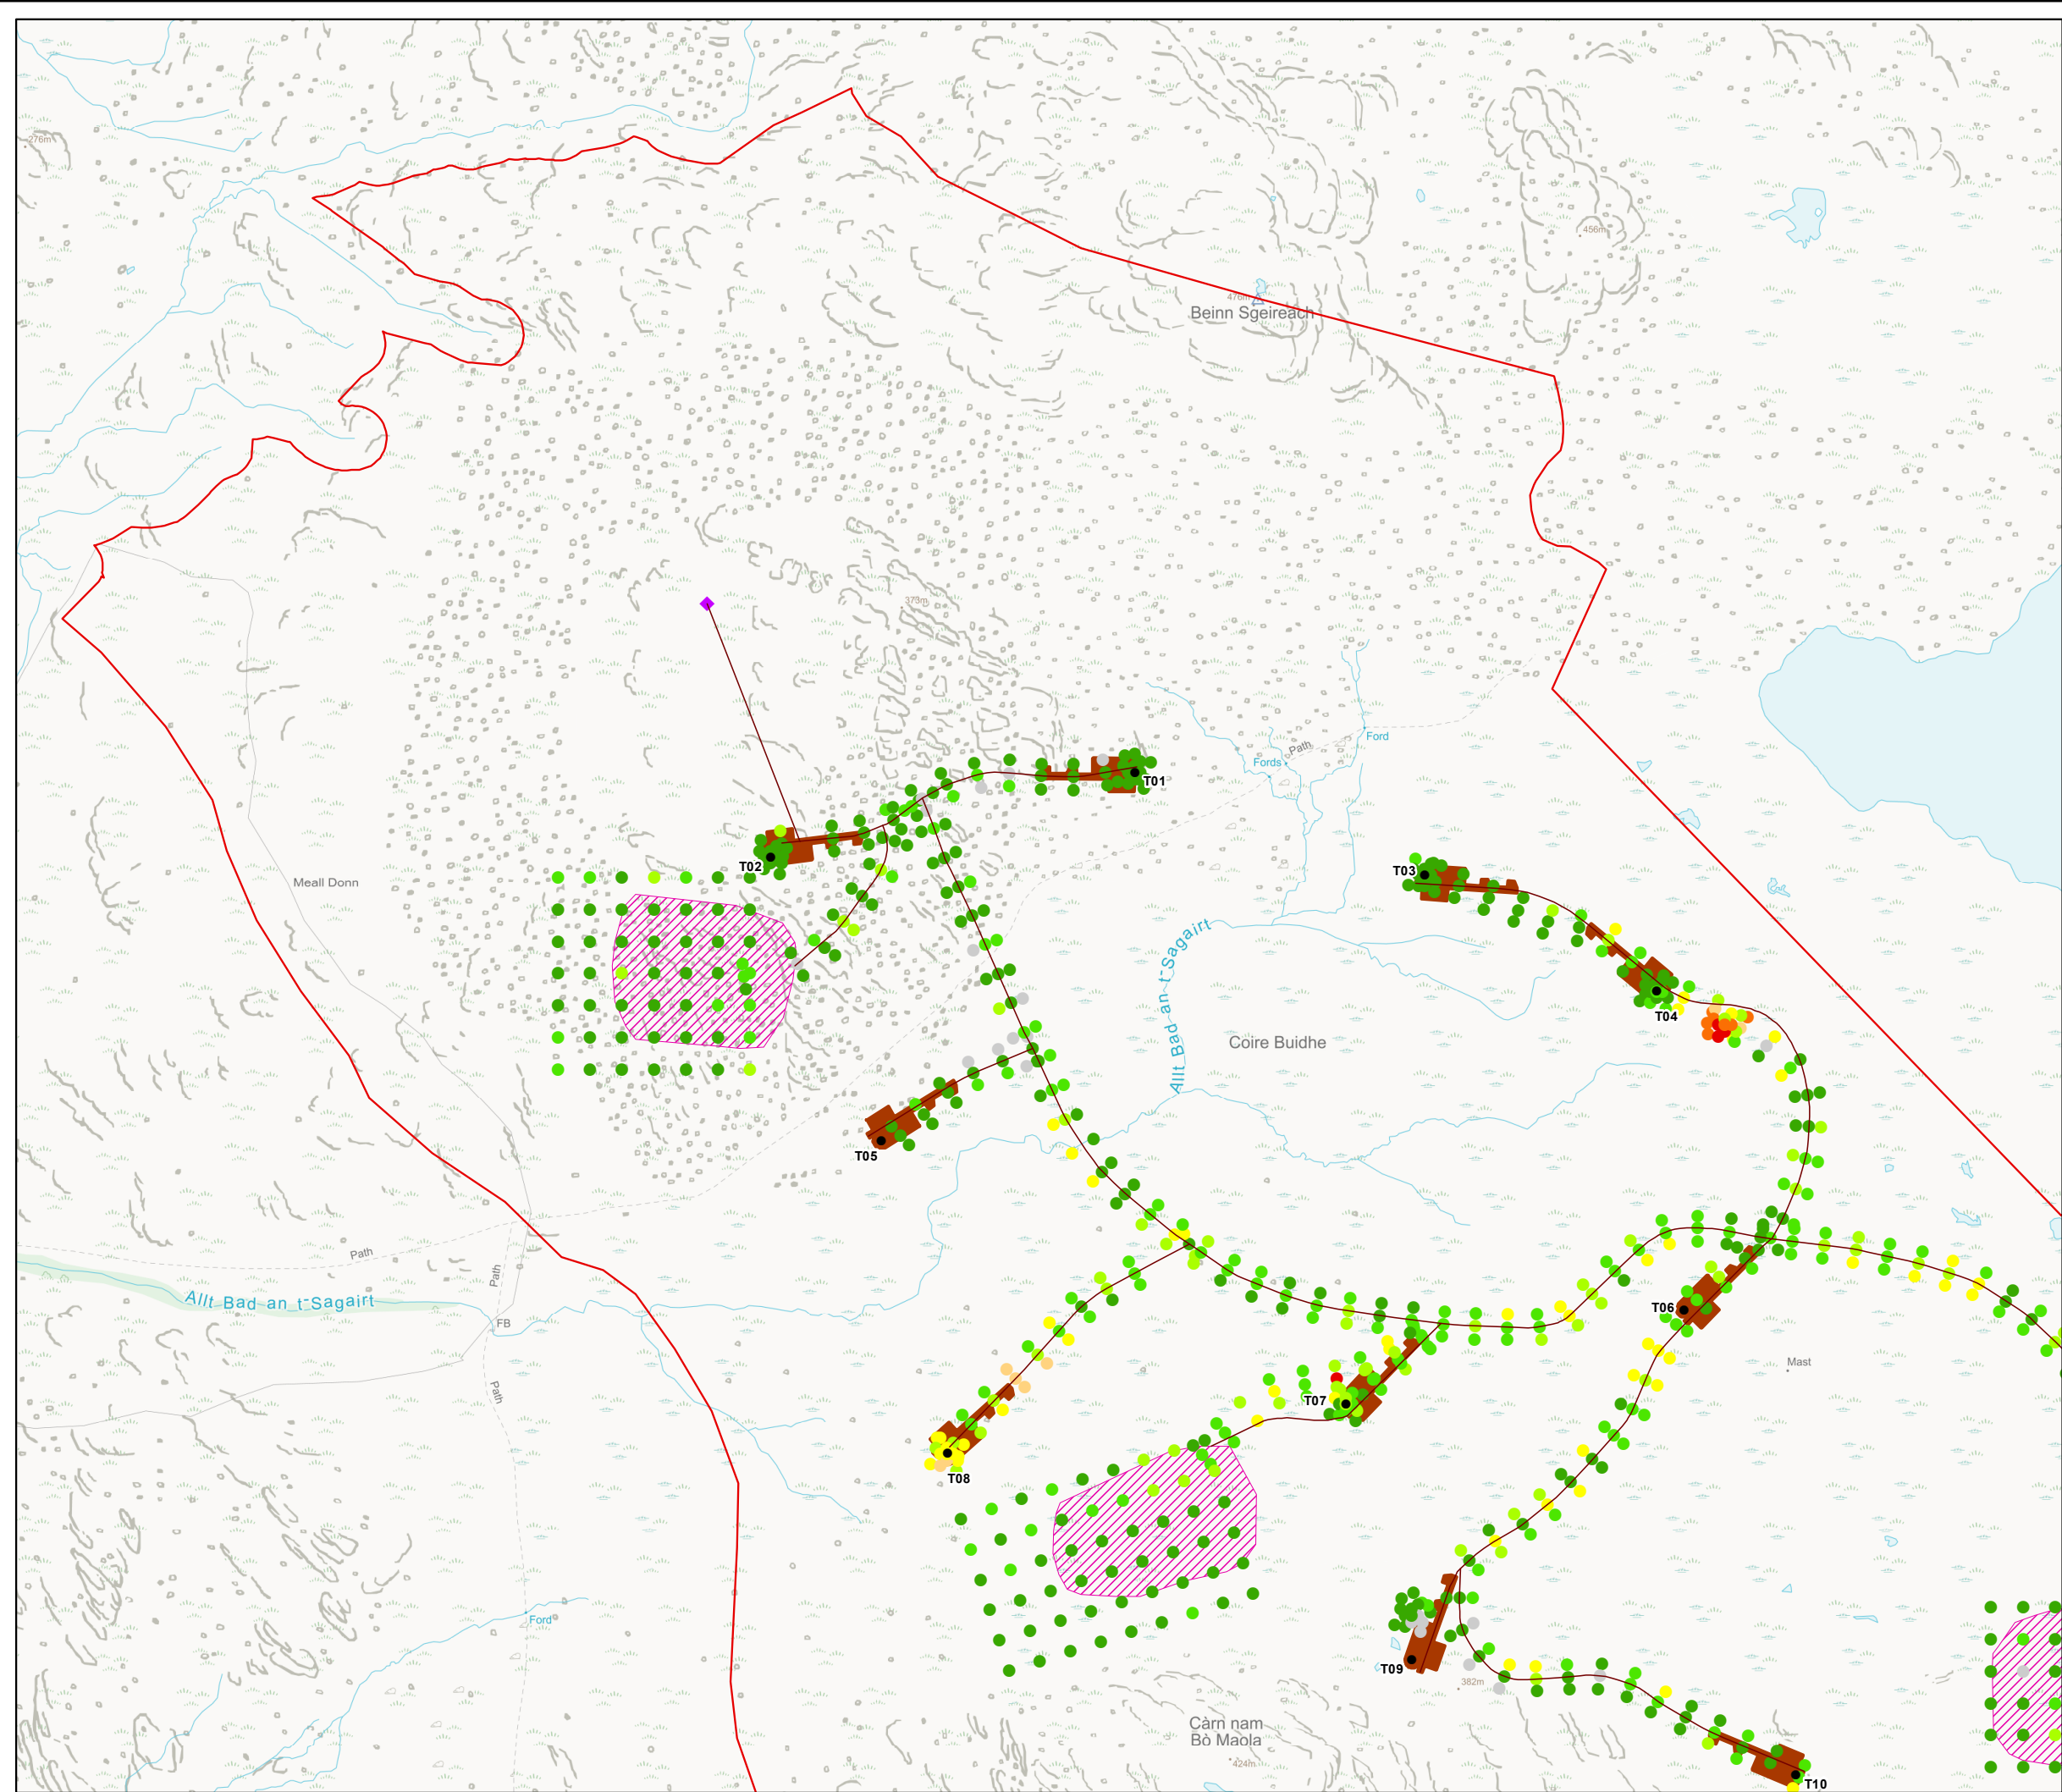 276m
456m
476m
Beinn Sgeireach
373m
Ford
Path
Fords
T01
T02
T03
Meall Donn
Allt Bad an t-Sagairt
T04
Coire Buidhe
T05
Path
Path
Allt Bad an t-Sagairt
FB
T06
Mast
Path
T07
T08
Ford
T09
382m
Càrn nam
Bò Maola
424m
T10